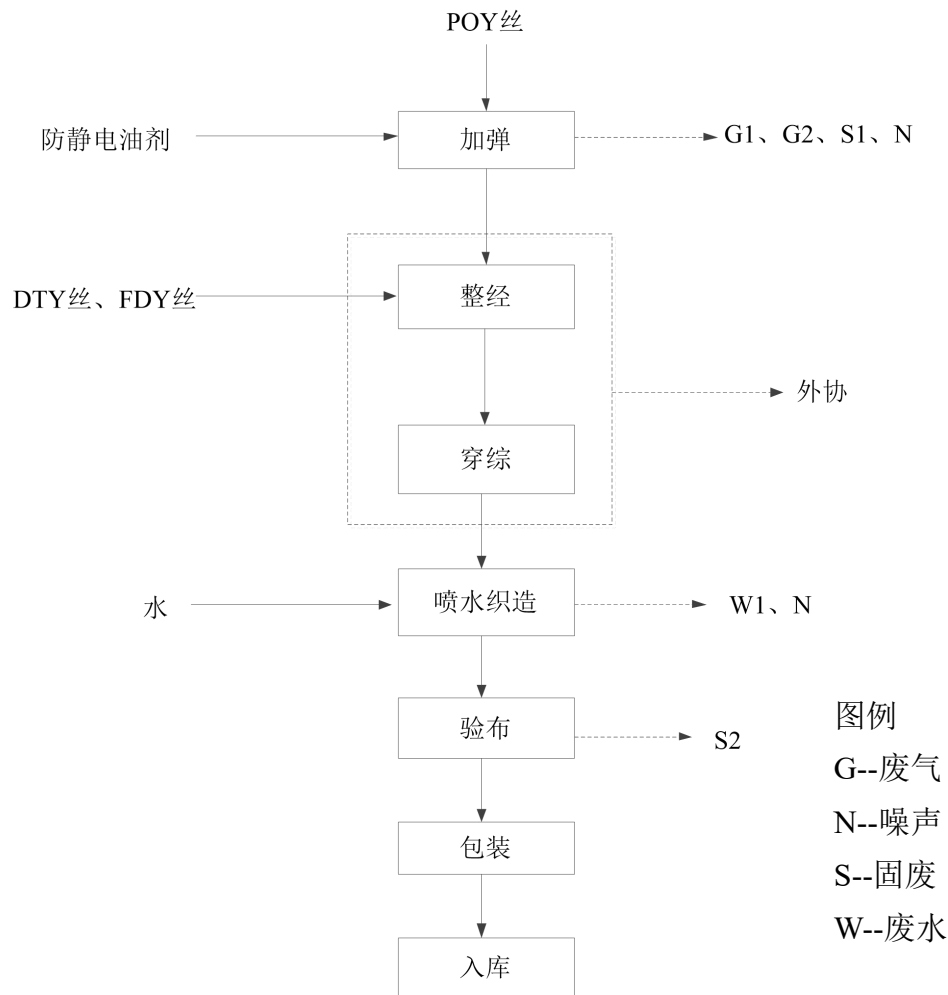 POY丝
防静电油剂
加弹
G1、G2、S1、N
整经
DTY丝、FDY丝
外协
穿综
水
喷水织造
W1、N
验布
S2
包装
入库
图例
G--废气
N--噪声
S--固废
W--废水